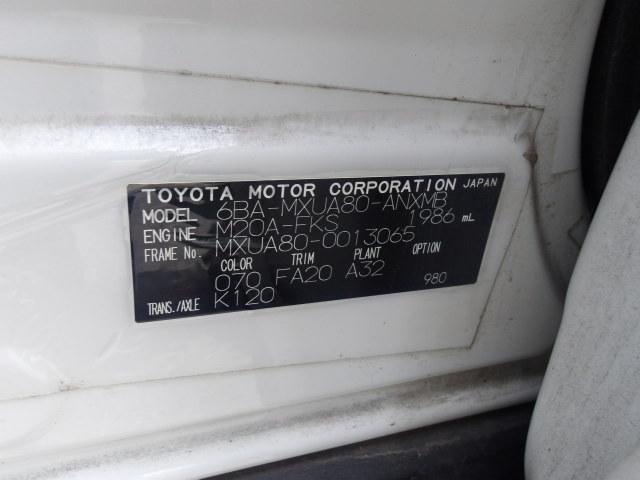 TOYOTA MOTOR CORPORATION JAPAN
MODEL 6BA-MXUA80-ANXMB
ENGINE M20A-FKS 1986 mL
FRAME No. MXUA80-0013065
COLOR TRIM PLANT OPTION
070 FA20 A32 980
TRANS./AXLE K120